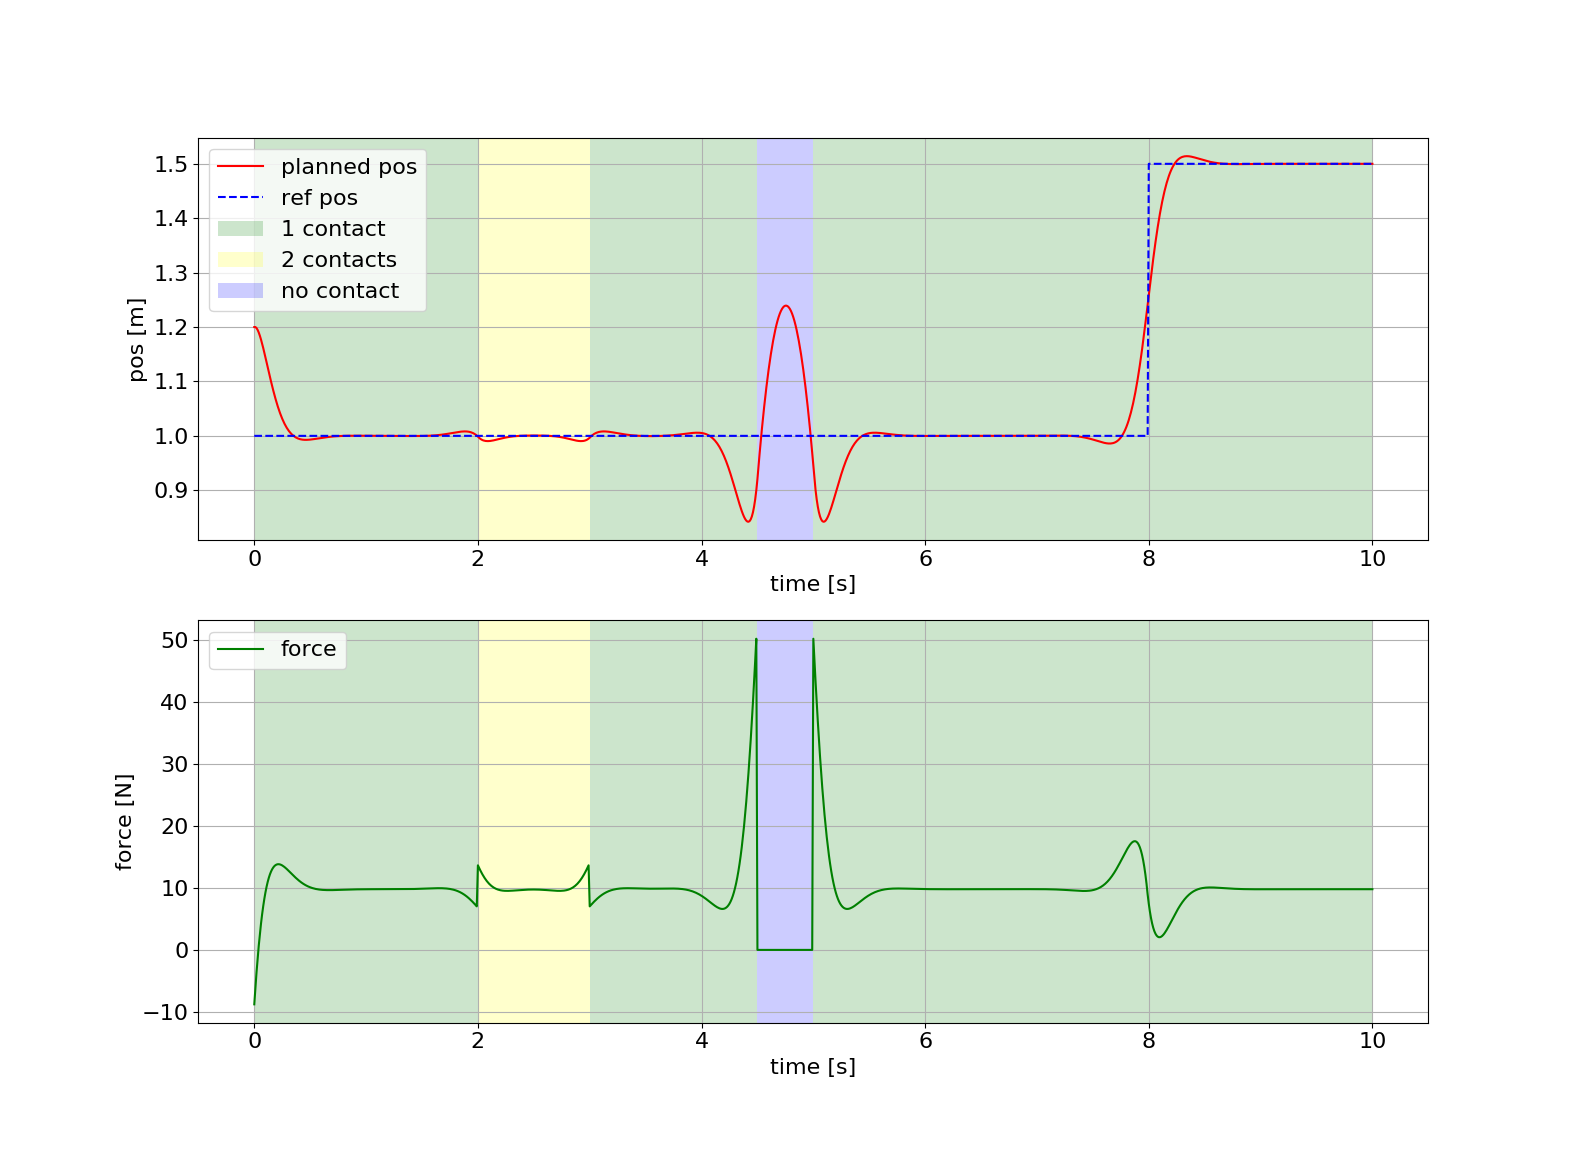 planned pos
ref pos
1 contact
2 contacts
no contact
1.5
1.4
1.3
1.2
1.1
1.0
0.9
pos [m]
0 2 4 6 8 10
time [s]
force
50
40
30
20
10
0
−10
force [N]
0 2 4 6 8 10
time [s]